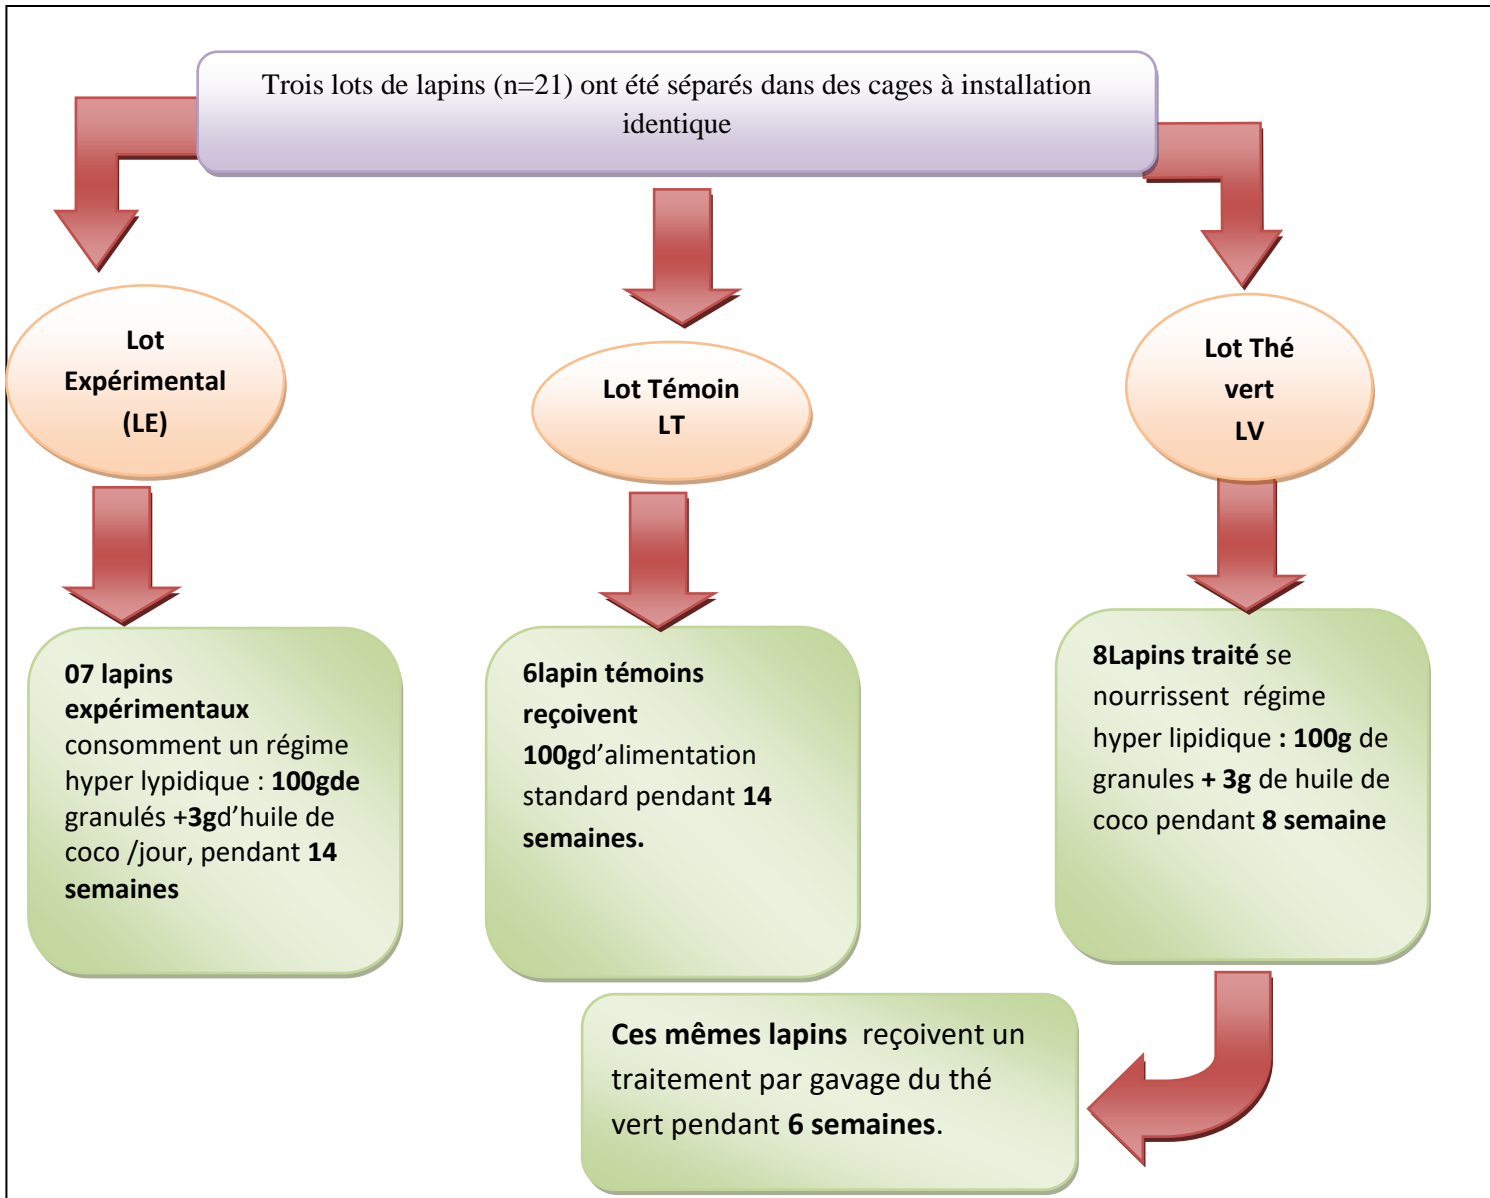 Trois lots de lapins (n=21) ont été séparés dans des cages à installation
identique
Lot
Expérimental
(LE)
Lot Témoin
LT
Lot Thé
vert
LV
07 lapins
expérimentaux
consomment un régime
hyper lypidique : 100gde
granulés +3gd’huile de
coco /jour, pendant 14
semaines
6lapin témoins
reçoivent
100gd’alimentation
standard pendant 14
semaines.
8Lapins traité se
nourrissent régime
hyper lipidique : 100g de
granules + 3g de huile de
coco pendant 8 semaine
Ces mêmes lapins reçoivent un
traitement par gavage du thé
vert pendant 6 semaines.